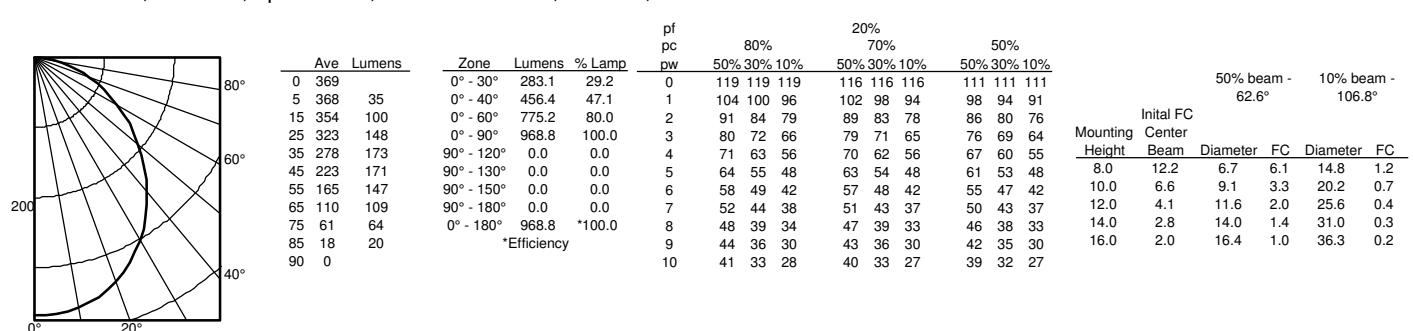 80°
60°
200
40°
0° 20°
Ave Lumens
0 369
5 368 35
15 354 100
25 323 148
35 278 173
45 223 171
55 165 147
65 110 109
75 61 64
85 18 20
90 0
Zone Lumens % Lamp
0° - 30° 283.1 29.2
0° - 40° 456.4 47.1
0° - 60° 775.2 80.0
0° - 90° 968.8 100.0
90° - 120° 0.0 0.0
90° - 130° 0.0 0.0
90° - 150° 0.0 0.0
90° - 180° 0.0 0.0
0° - 180° 968.8 *100.0
*Efficiency
pf 20%
pc 80% 70% 50%
pw 50% 30% 10% 50% 30% 10% 50% 30% 10%
0 119 119 119 116 116 116 111 111 111
1 104 100 96 102 98 94 98 94 91
2 91 84 79 89 83 78 86 80 76
3 80 72 66 79 71 65 76 69 64
4 71 63 56 70 62 56 67 60 55
5 64 55 48 63 54 48 61 53 48
6 58 49 42 57 48 42 55 47 42
7 52 44 38 51 43 37 50 43 37
8 48 39 34 47 39 33 46 38 33
9 44 36 30 43 36 30 42 35 30
10 41 33 28 40 33 27 39 32 27
50% beam - 10% beam -
62.6° 106.8°
Inital FC
Mounting Center
Height Beam Diameter FC Diameter FC
8.0 12.2 6.7 6.1 14.8 1.2
10.0 6.6 9.1 3.3 20.2 0.7
12.0 4.1 11.6 2.0 25.6 0.4
14.0 2.8 14.0 1.4 31.0 0.3
16.0 2.0 16.4 1.0 36.3 0.2